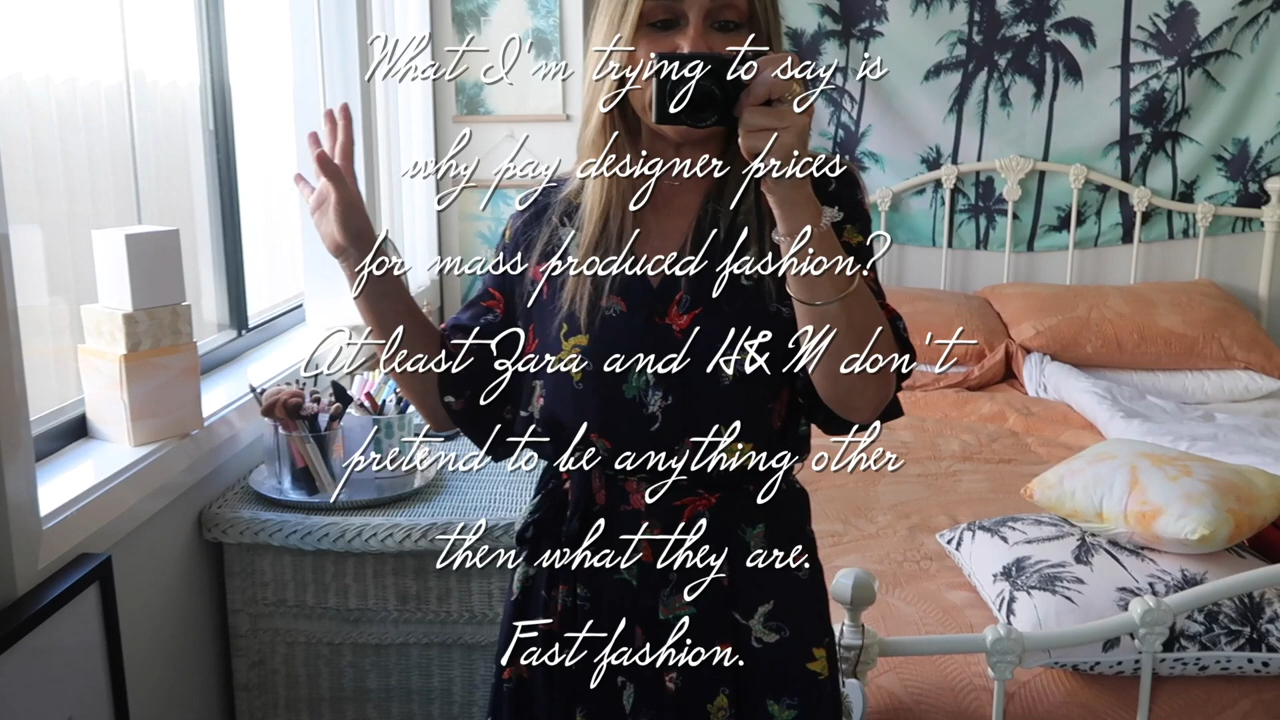 What I'm trying to say is
why pay designer prices
for mass produced fashion?
At least Zara and H&M don't
pretend to be anything other
then what they are.
Fast fashion.